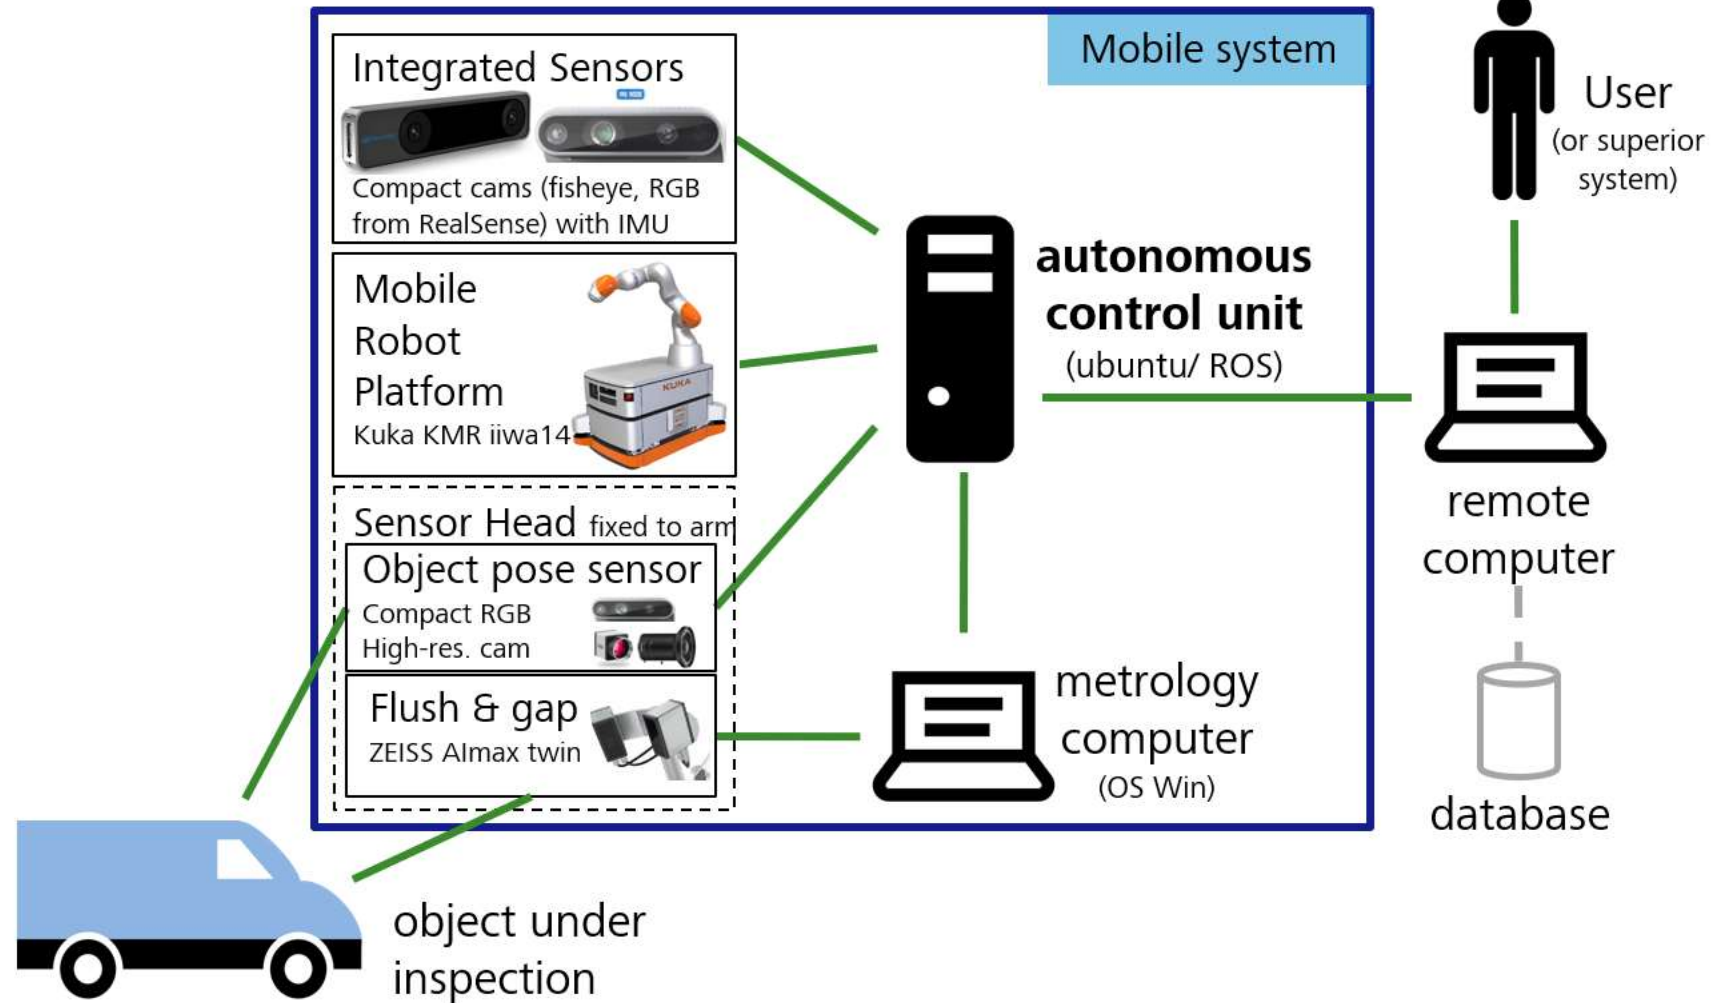 Mobile system
Integrated Sensors
Compact cams (fisheye, RGB
from RealSense) with IMU
Mobile
Robot
Platform
Kuka KMR iiwa14
KUKA
Sensor Head fixed to arm
Object pose sensor
Compact RGB
High-res. cam
Flush & gap
ZEISS AImax twin
autonomous
control unit
(ubuntu/ ROS)
metrology
computer
(OS Win)
User
(or superior
system)
remote
computer
database
object under
inspection